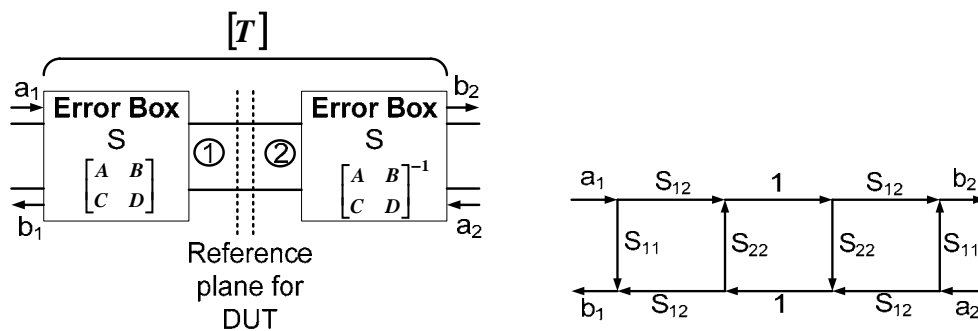 [T]
a1
b2
Error Box
Error Box
S
S
[A B
C D]
① ②
[A B
C D]-1
b1
a2
Reference
plane for
DUT
a1 S12 1 S12 b2
S11 S22 S22 S11
b1 S12 1 S12 a2